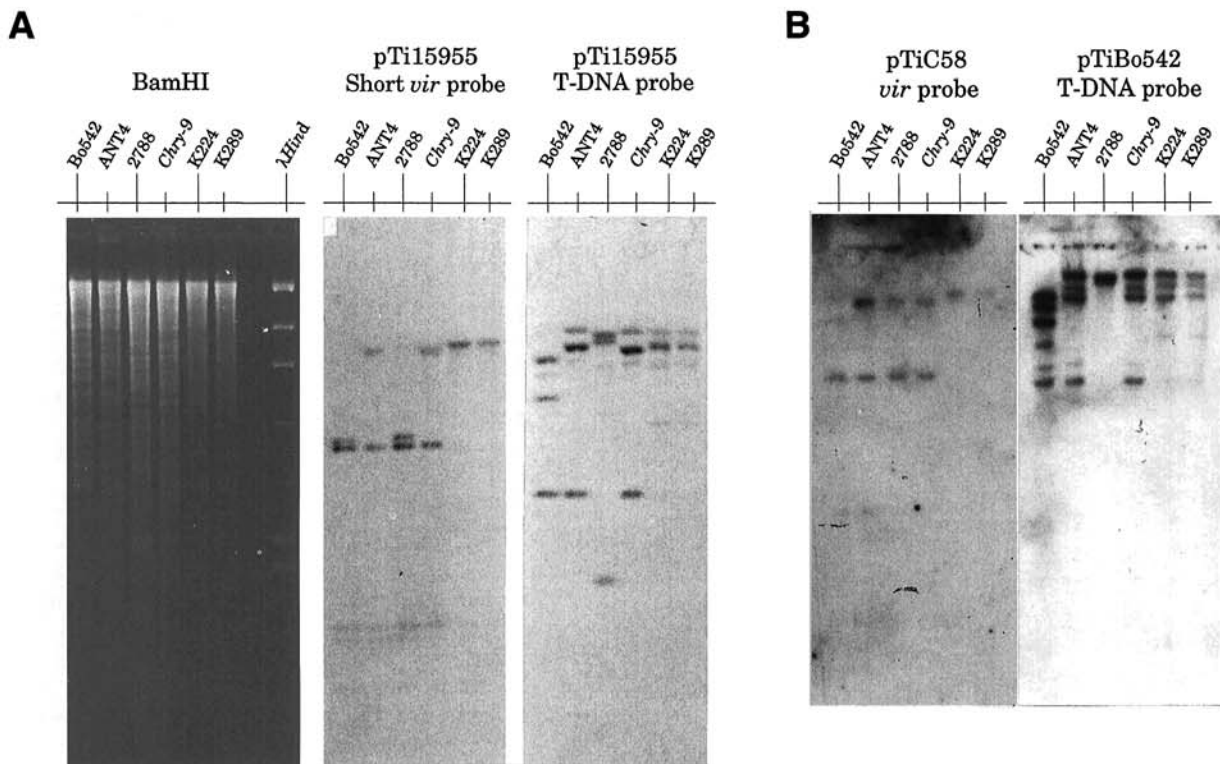 A
BamHI
Bo542
ANT4
2788
Chry-9
K224
K289
λHind
pTi15955
Short vir probe
Bo542
ANT4
2788
Chry-9
K224
K289
pTi15955
T-DNA probe
Bo542
ANT4
2788
Chry-9
K224
K289
B
pTiC58
vir probe
Bo542
ANT4
2788
Chry-9
K224
K289
pTiBo542
T-DNA probe
Bo542
ANT4
2788
Chry-9
K224
K289